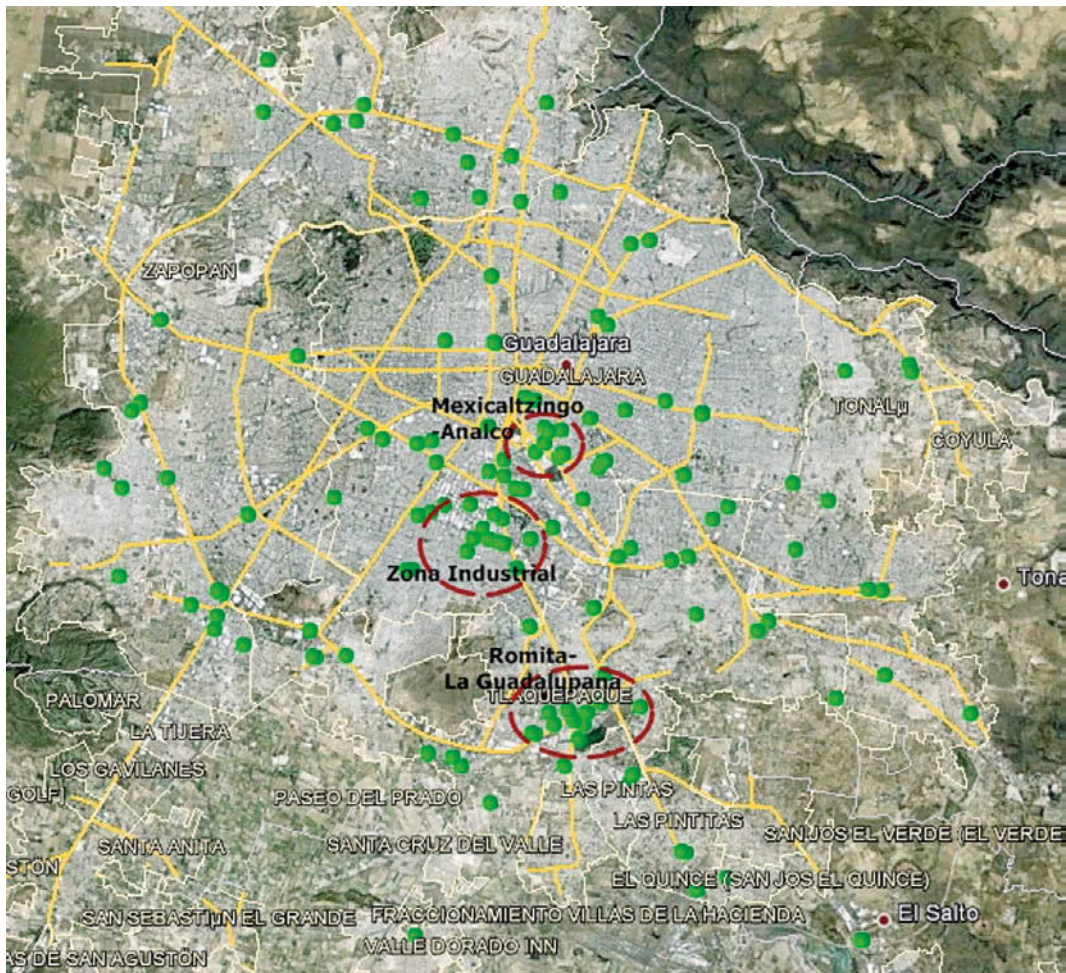 ZAPOPAN
Guadalajara
GUADALAJARA
TONALµ
Mexicaltzingo
-Analco
COYULA
Zona Industrial
Tona
Romita-
La Guadalupana
TLAQUEPAQUE
PALOMAR
LA TIJERA
LOS GAVILANES
GOLF|
PASEO DEL PRADO
LAS PINTAS
LAS PINTITAS
SAN JOS EL VERDE (EL VERDE
SANTA ANITA
SANTA CRUZ DEL VALLE
STÖN
EL QUINCE (SAN JOS EL QUINCE)
SAN SEBASTIµN EL GRANDE
FRACCIONAMIENTO VILLAS DE LA HACIENDA
El Salto
VALLE DORADO INN
AS DE SAN AGUSTÖN